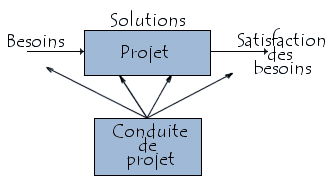 Solutions
Besoins
Projet
Satisfaction
des
besoins
Conduite
de
projet